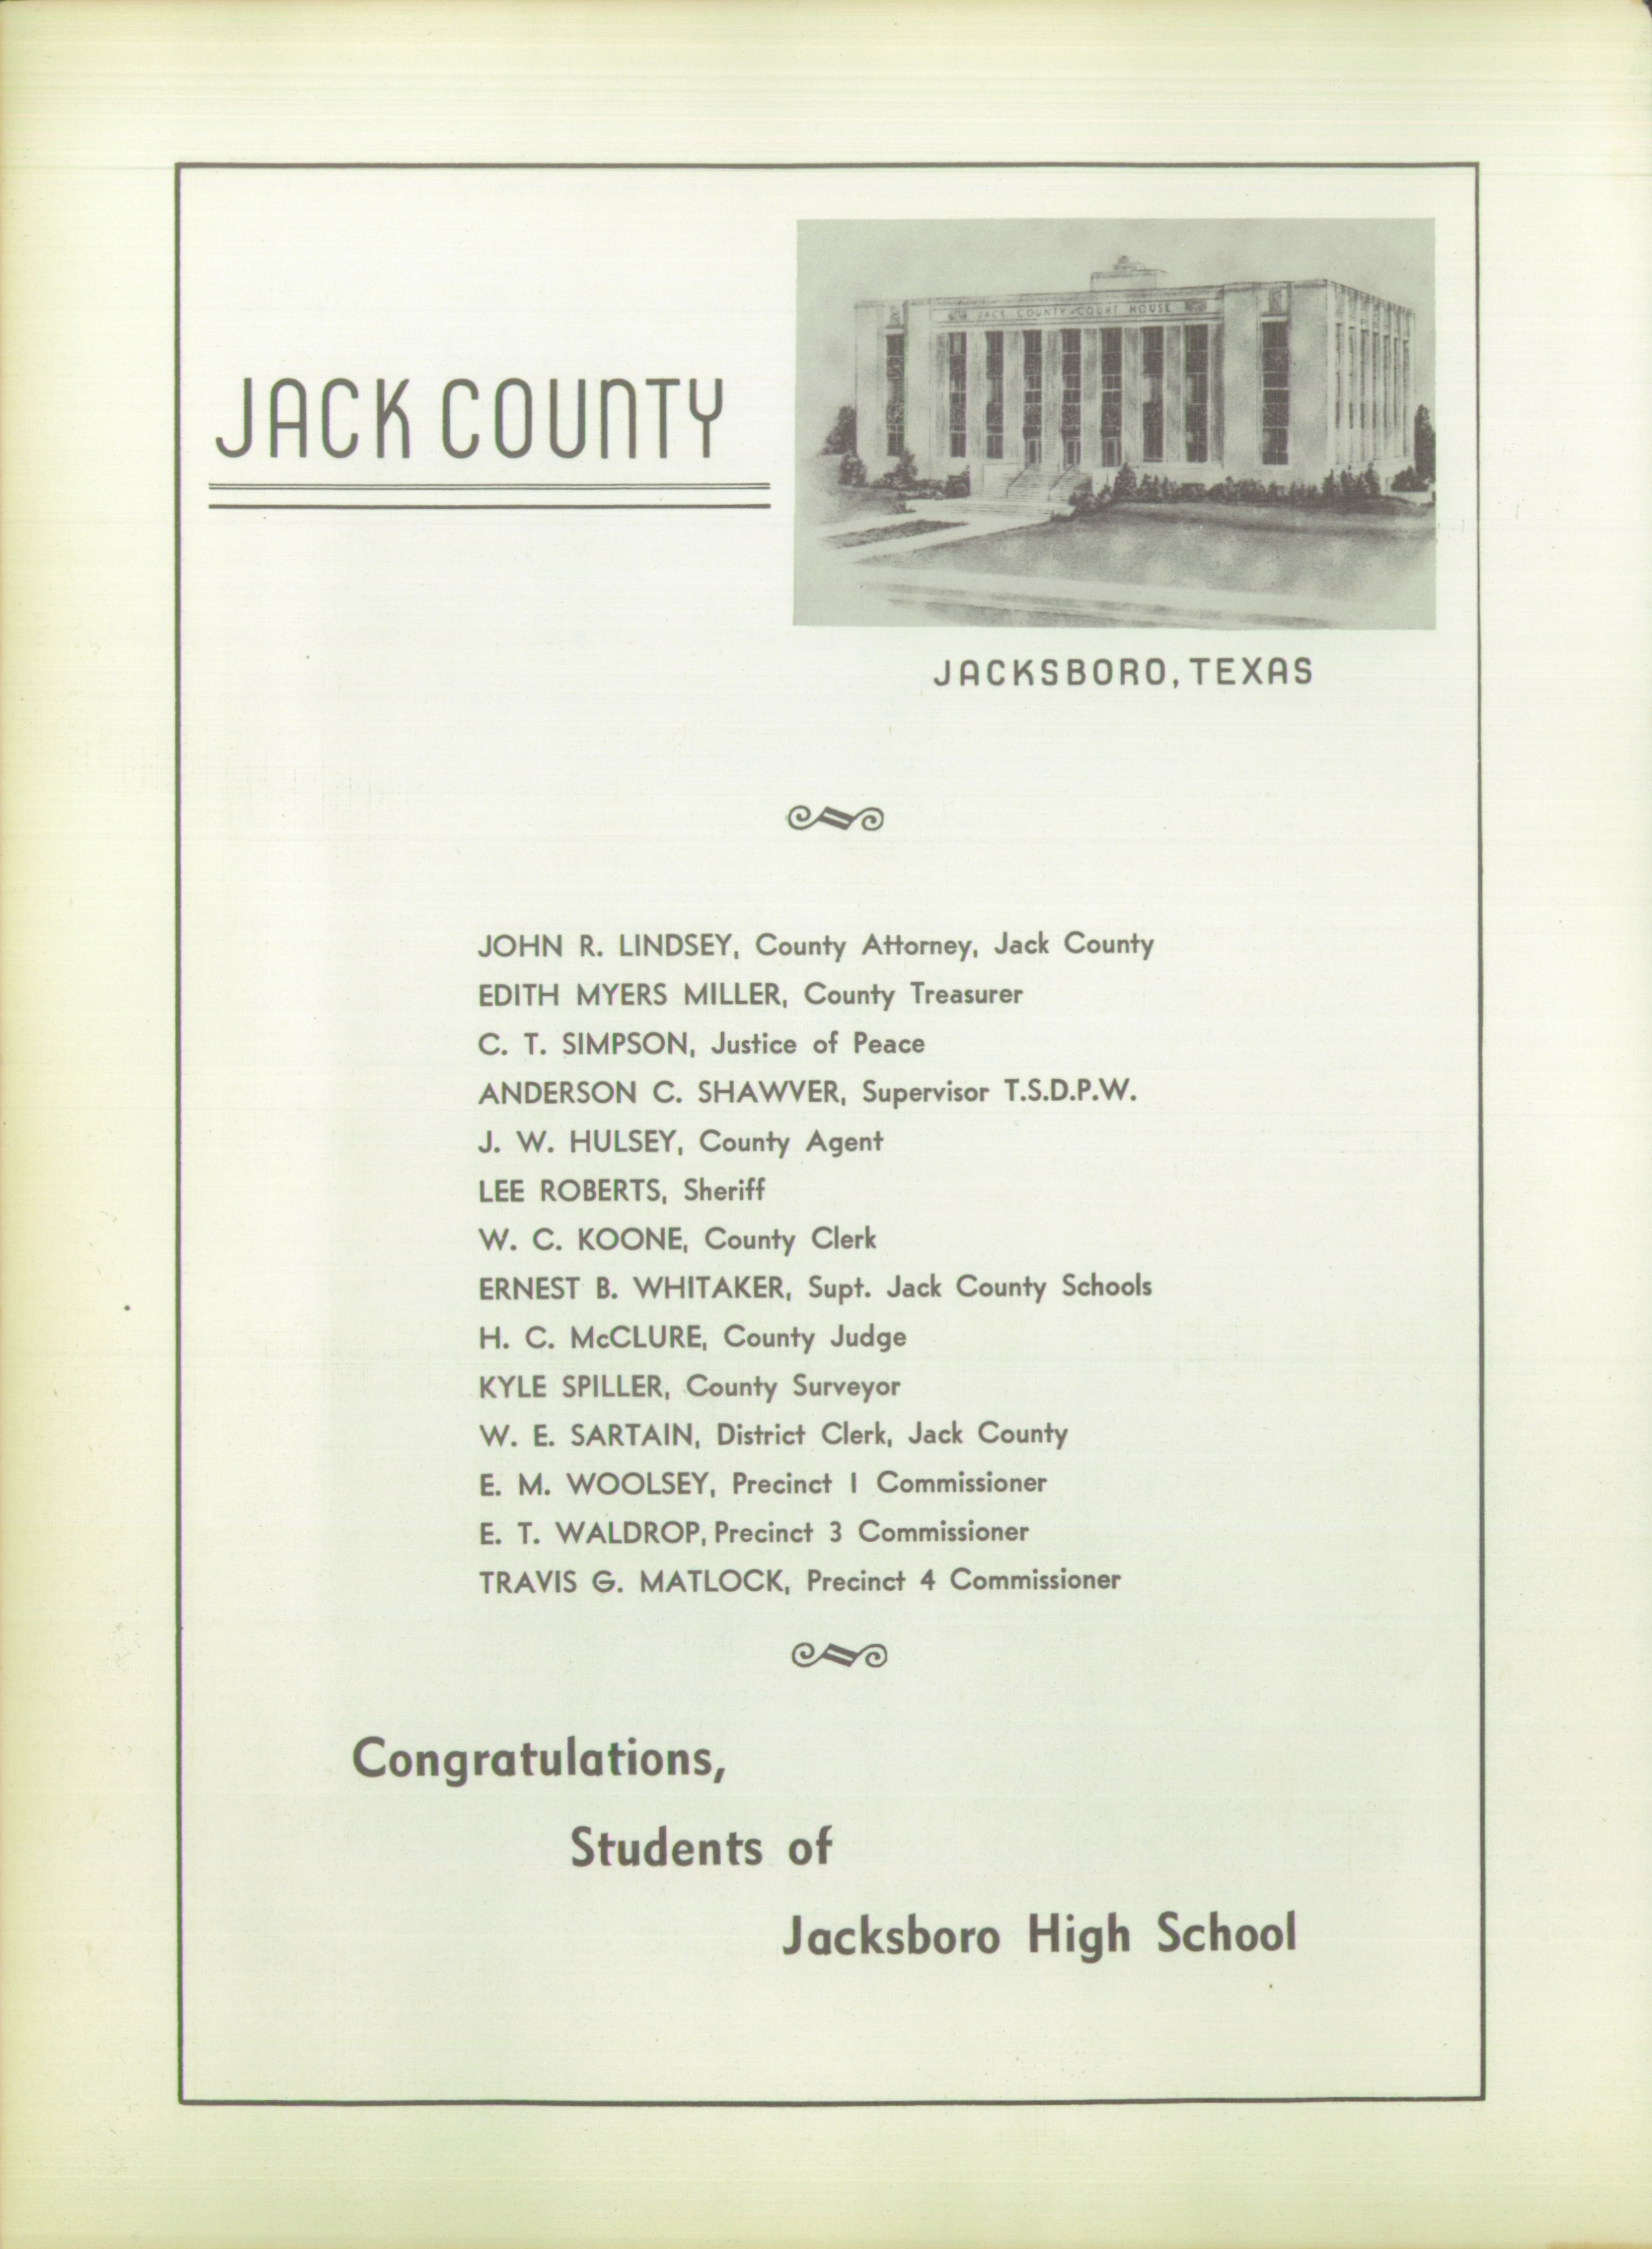 JACK COUNTY
JACK COUNTY COURT HOUSE
JACKSBORO, TEXAS
JOHN R. LINDSEY, County Attorney, Jack County
EDITH MYERS MILLER, County Treasurer
C. T. SIMPSON, Justice of Peace
ANDERSON C. SHAWVER, Supervisor T.S.D.P.W.
J. W. HULSEY, County Agent
LEE ROBERTS, Sheriff
W. C. KOONE, County Clerk
ERNEST B. WHITAKER, Supt. Jack County Schools
H. C. McCLURE, County Judge
KYLE SPILLER, County Surveyor
W. E. SARTAIN, District Clerk, Jack County
E. M. WOOLSEY, Precinct 1 Commissioner
E. T. WALDROP, Precinct 3 Commissioner
TRAVIS G. MATLOCK, Precinct 4 Commissioner
Congratulations,
Students of
Jacksboro High School